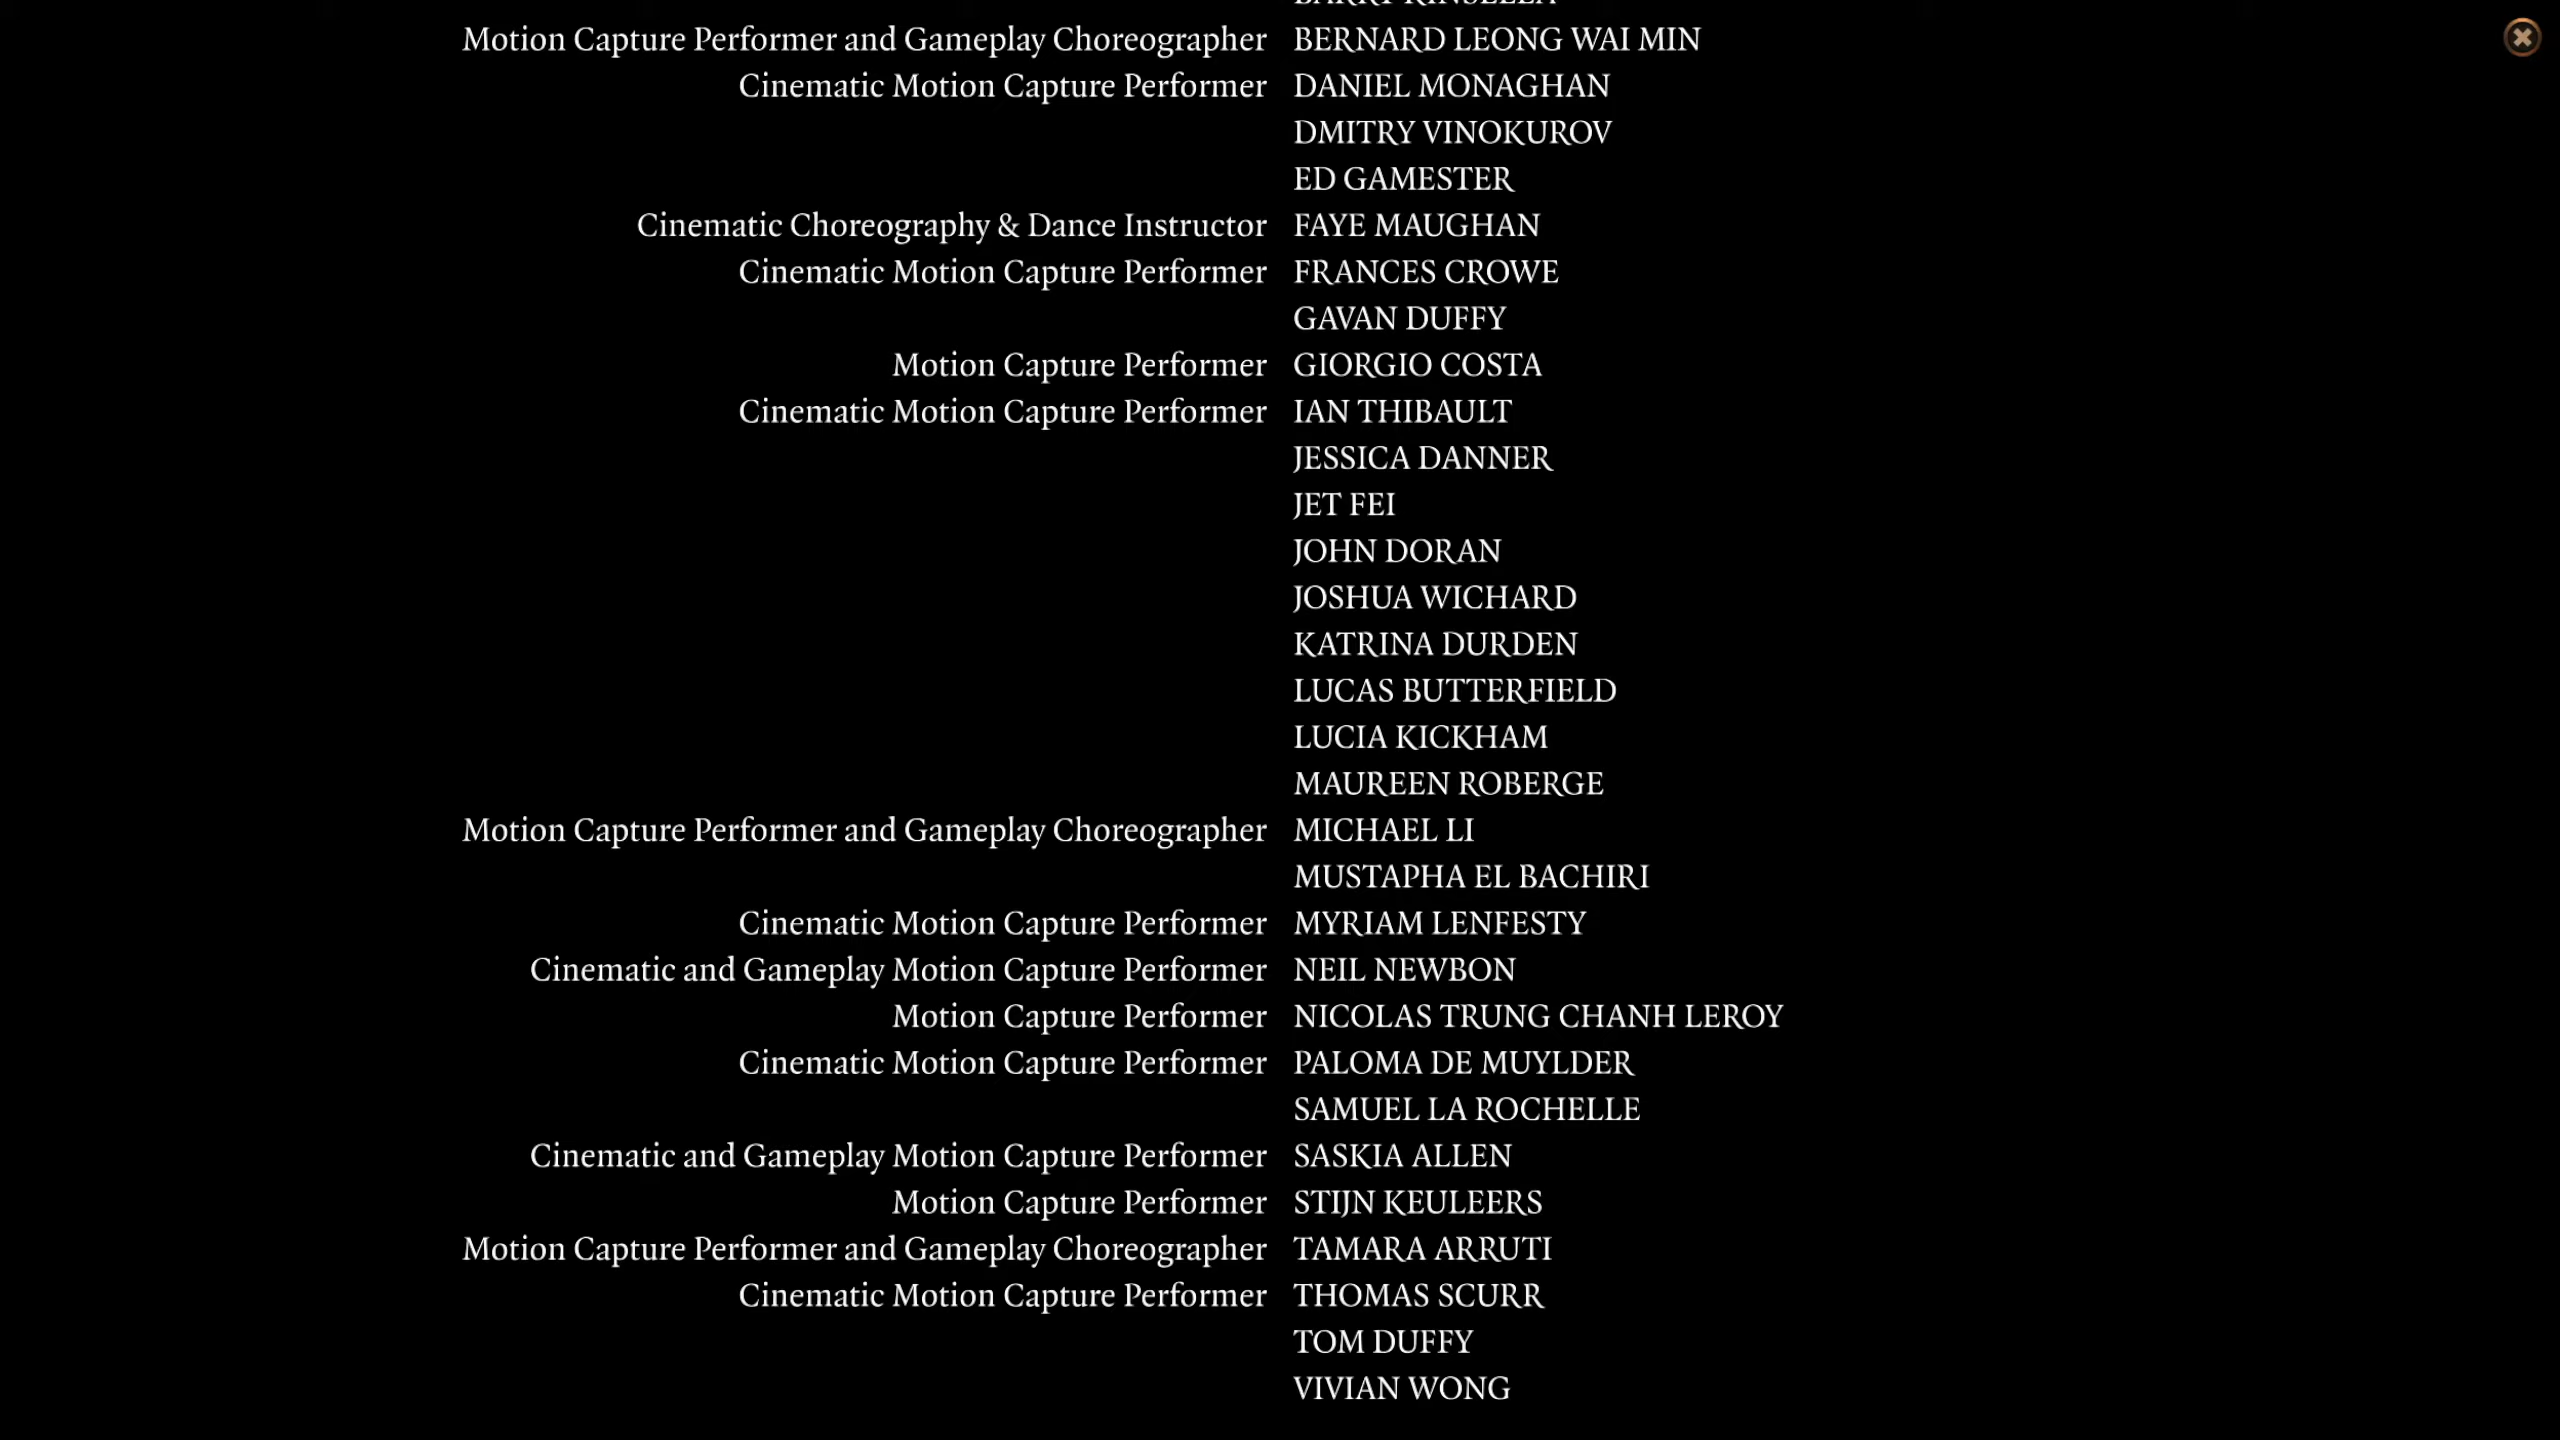 BARRY KINSELLA
Motion Capture Performer and Gameplay Choreographer BERNARD LEONG WAI MIN
Cinematic Motion Capture Performer DANIEL MONAGHAN
DMITRY VINOKUROV
ED GAMESTER
Cinematic Choreography & Dance Instructor FAYE MAUGHAN
Cinematic Motion Capture Performer FRANCES CROWE
GAVAN DUFFY
Motion Capture Performer GIORGIO COSTA
Cinematic Motion Capture Performer IAN THIBAULT
JESSICA DANNER
JET FEI
JOHN DORAN
JOSHUA WICHARD
KATRINA DURDEN
LUCAS BUTTERFIELD
LUCIA KICKHAM
MAUREEN ROBERGE
Motion Capture Performer and Gameplay Choreographer MICHAEL LI
MUSTAPHA EL BACHIRI
Cinematic Motion Capture Performer MYRIAM LENFESTY
Cinematic and Gameplay Motion Capture Performer NEIL NEWBON
Motion Capture Performer NICOLAS TRUNG CHANH LEROY
Cinematic Motion Capture Performer PALOMA DE MUYLDER
SAMUEL LA ROCHELLE
Cinematic and Gameplay Motion Capture Performer SASKIA ALLEN
Motion Capture Performer STIJN KEULEERS
Motion Capture Performer and Gameplay Choreographer TAMARA ARRUTI
Cinematic Motion Capture Performer THOMAS SCURR
TOM DUFFY
VIVIAN WONG